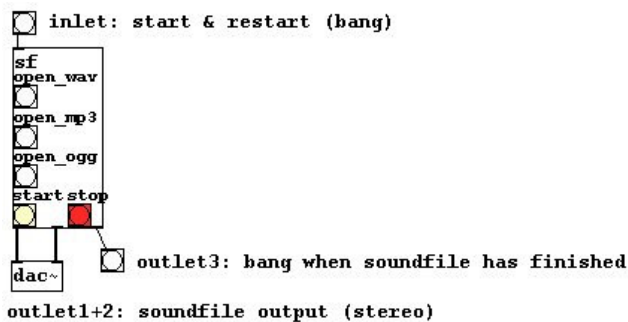 inlet: start & restart (bang)
sf
open_wav
open_mp3
open_ogg
start stop
outlet3: bang when soundfile has finished
dac~
outlet1+2: soundfile output (stereo)